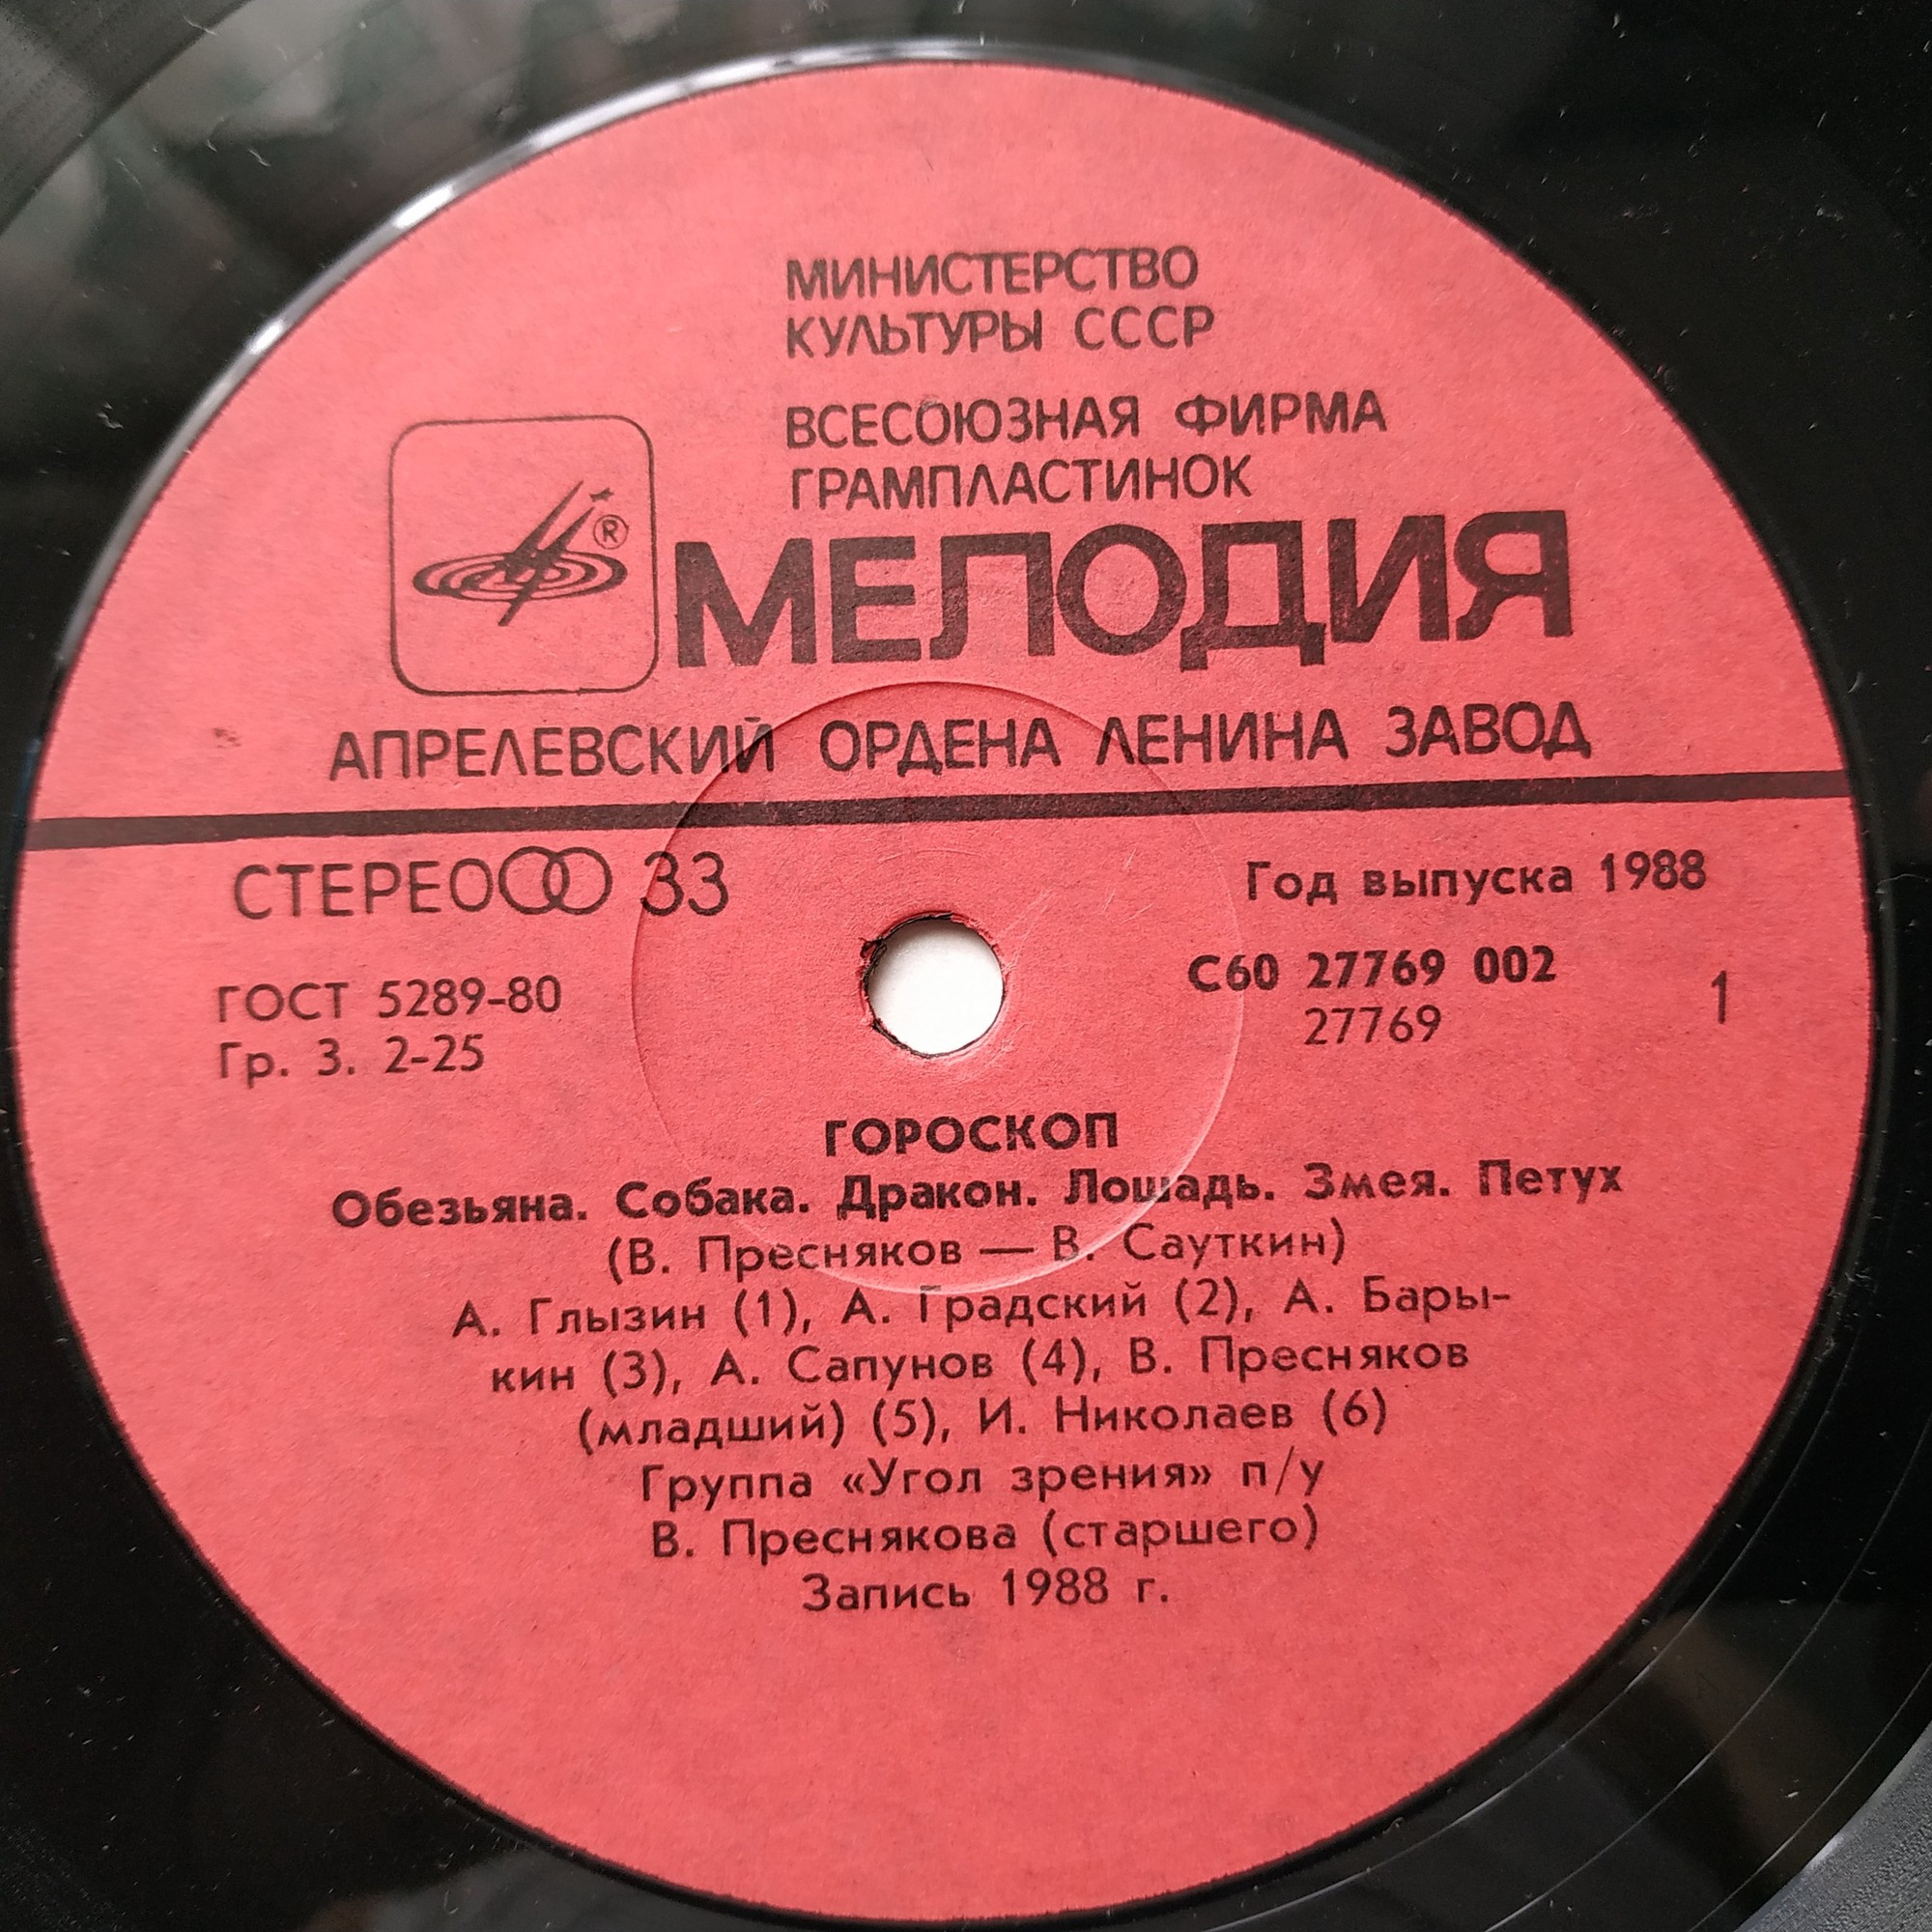 МИНИСТЕРСТВО
КУЛЬТУРЫ СССР
ВСЕСОЮЗНАЯ ФИРМА
ГРАМПЛАСТИНОК
®
МЕЛОДИЯ
АПРЕЛЕВСКИЙ ОРДЕНА ЛЕНИНА ЗАВОД
СТЕРЕО 33
Год выпуска 1988
ГОСТ 5289-80
Гр. 3. 2-25
С60 27769 002
27769
1
ГОРОСКОП
Обезьяна. Собака. Дракон. Лошадь. Змея. Петух
(В. Пресняков — В. Сауткин)
А. Глызин (1), А. Градский (2), А. Бары-
кин (3), А. Сапунов (4), В. Пресняков
(младший) (5), И. Николаев (6)
Группа «Угол зрения» п/у
В. Преснякова (старшего)
Запись 1988 г.